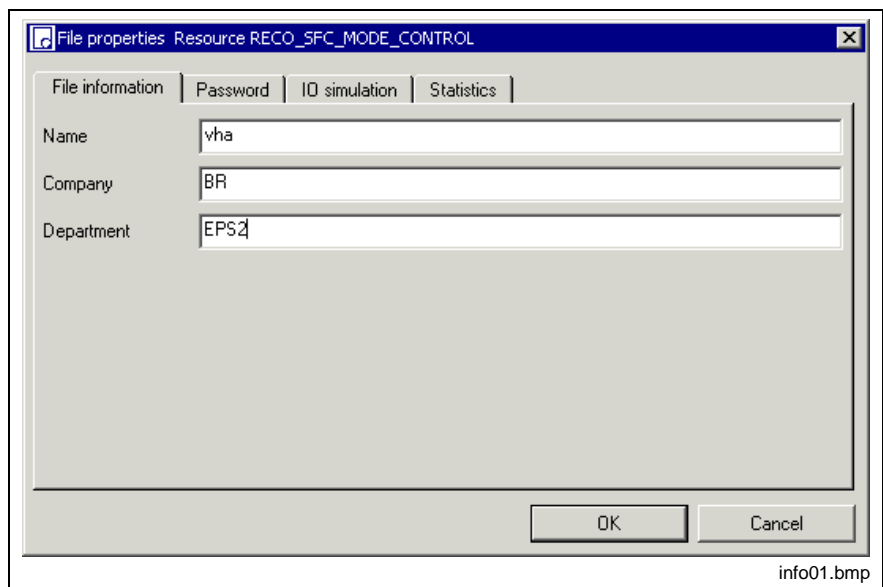 File properties Resource RECO_SFC_MODE_CONTROL
File information Password IO simulation Statistics
Name vha
Company BR
Department EPS2
OK Cancel
info01.bmp